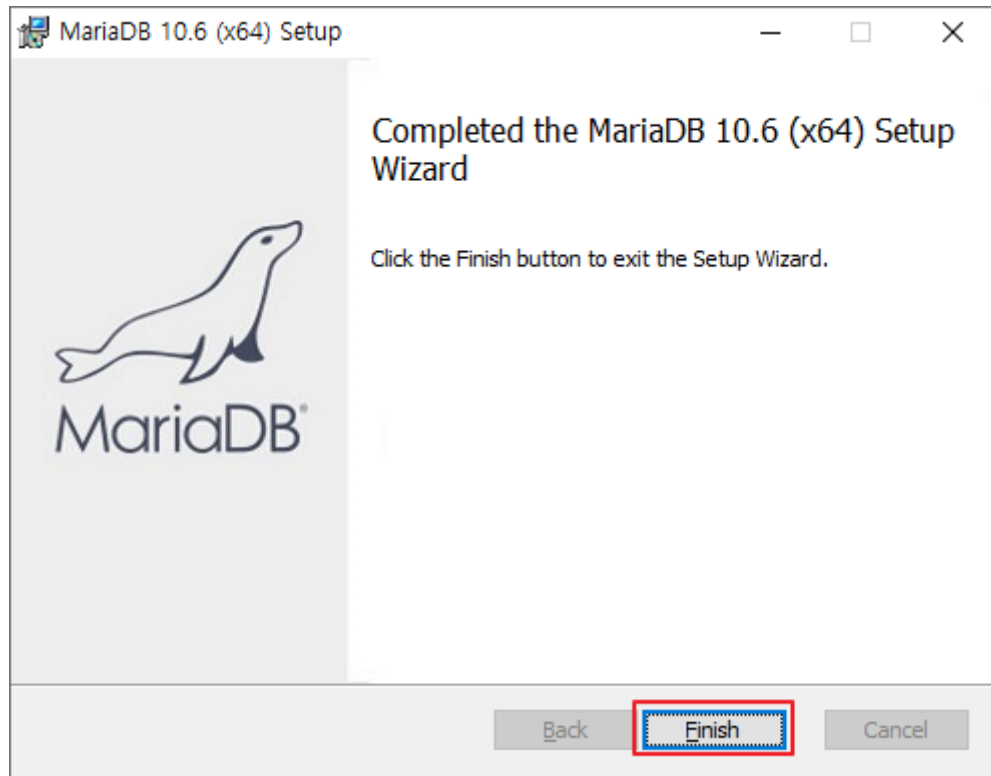 MariaDB 10.6 (x64) Setup
Completed the MariaDB 10.6 (x64) Setup
Wizard
Click the Finish button to exit the Setup Wizard.
MariaDB®
Back
Finish
Cancel